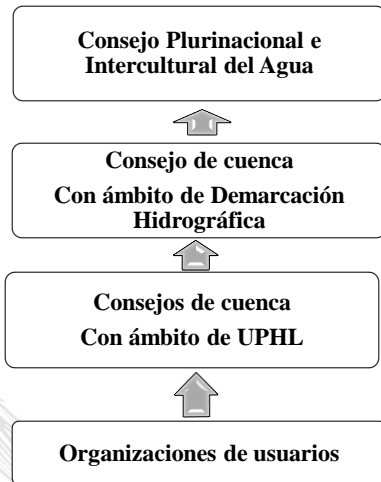 Consejo Plurinacional e
Intercultural del Agua
Consejo de cuenca
Con ámbito de Demarcación
Hidrográfica
Consejos de cuenca
Con ámbito de UPHL
Organizaciones de usuarios